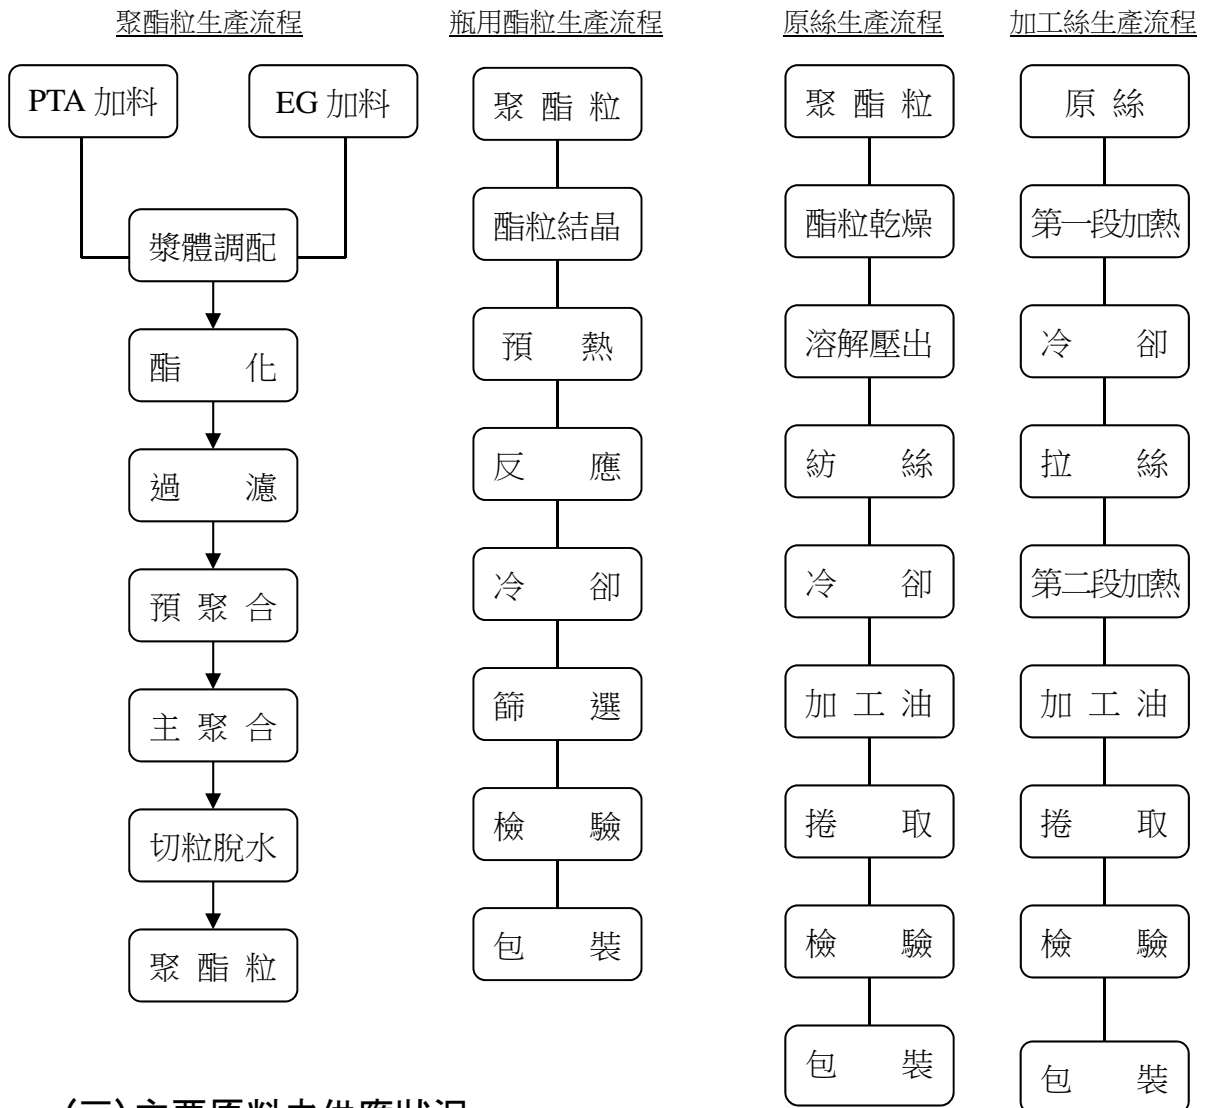 聚酯粒生產流程
PTA 加料
EG 加料
漿體調配
酯 化
過 濾
預 聚 合
主 聚 合
切粒脫水
聚 酯 粒
瓶用酯粒生產流程
聚 酯 粒
酯粒結晶
預 熱
反 應
冷 卻
篩 選
檢 驗
包 裝
原絲生產流程
聚 酯 粒
酯粒乾燥
溶解壓出
紡 絲
冷 卻
加 工 油
捲 取
檢 驗
包 裝
加工絲生產流程
原 絲
第一段加熱
冷 卻
拉 絲
第二段加熱
加 工 油
捲 取
檢 驗
包 裝